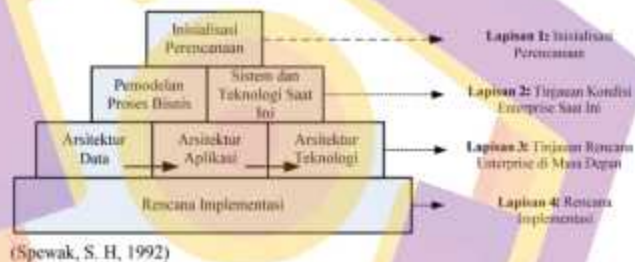 Inisialisasi
Perencanaan
Lapisan 1: Inisialisasi
Perencanaan
Pemodelan
Proses Bisnis
Sistem dan
Teknologi Saat
Ini
Lapisan 2: Tinjauan Kondisi
Enterprise Saat Ini
Arsitektur
Data
Arsitektur
Aplikasi
Arsitektur
Teknologi
Lapisan 3: Tinjauan Rencana
Enterprise di Masa Depan
Rencana Implementasi
Lapisan 4: Rencana
Implementasi
(Spewak, S. H, 1992)